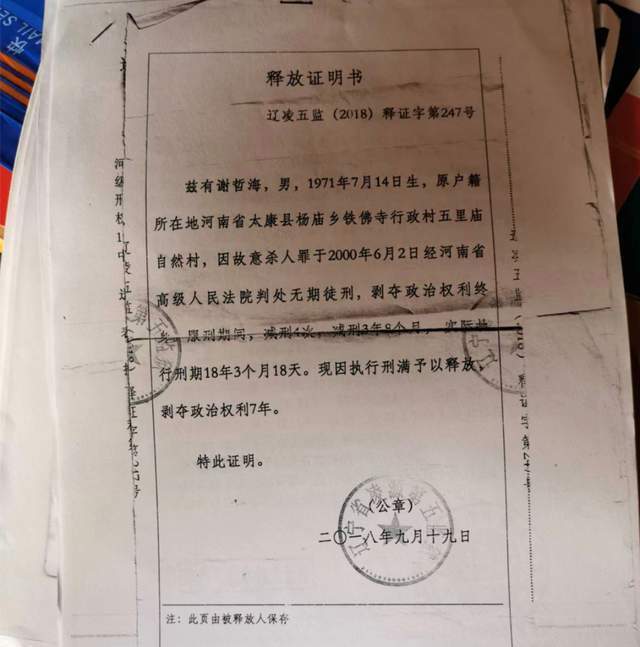 MAIL SE
快
释放证明书
辽凌五监（2018）释证字第247号
兹有谢哲海，男，1971年7月14日生，原户籍
所在地河南省太康县杨庙乡铁佛寺行政村五里庙
自然村，因故意杀人罪于2000年6月2日经河南省
高级人民法院判处无期徒刑，剥夺政治权利终
服刑期间，减刑4次，减刑3年8个月，实际执
行刑期18年3个月18天。现因执行刑满予以释放，
剥夺政治权利7年。
特此证明。
（公章）
二〇一八年九月十九日
注：此页由被释放人保存